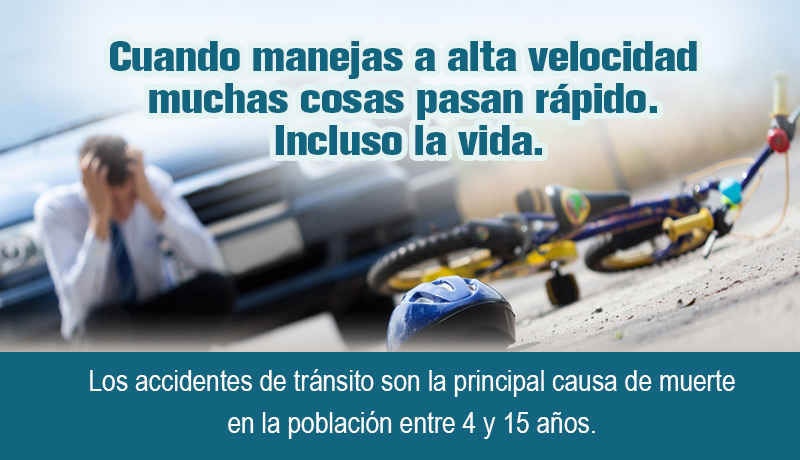 Cuando manejas a alta velocidad
muchas cosas pasan rápido.
Incluso la vida.
Los accidentes de tránsito son la principal causa de muerte
en la población entre 4 y 15 años.